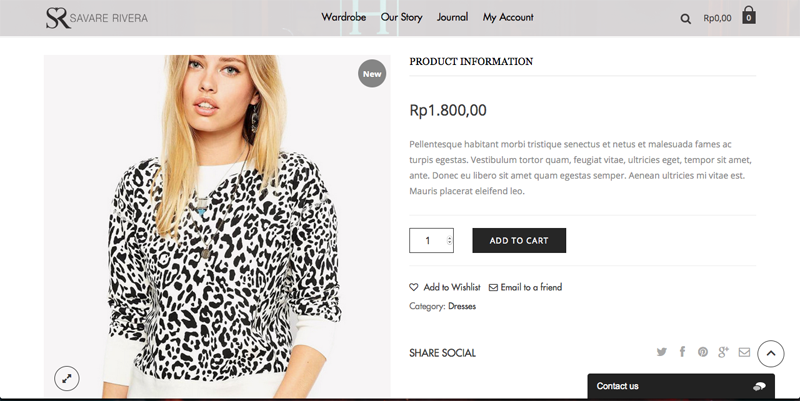 SR SAVARE RIVERA
Wardrobe Our Story Journal My Account
Rp0,00 0
New
PRODUCT INFORMATION
Rp1.800,00
Pellentesque habitant morbi tristique senectus et netus et malesuada fames ac
turpis egestas. Vestibulum tortor quam, feugiat vitae, ultricies eget, tempor sit amet,
ante. Donec eu libero sit amet quam egestas semper. Aenean ultricies mi vitae est.
Mauris placerat eleifend leo.
1 ADD TO CART
Add to Wishlist Email to a friend
Category: Dresses
SHARE SOCIAL
Contact us